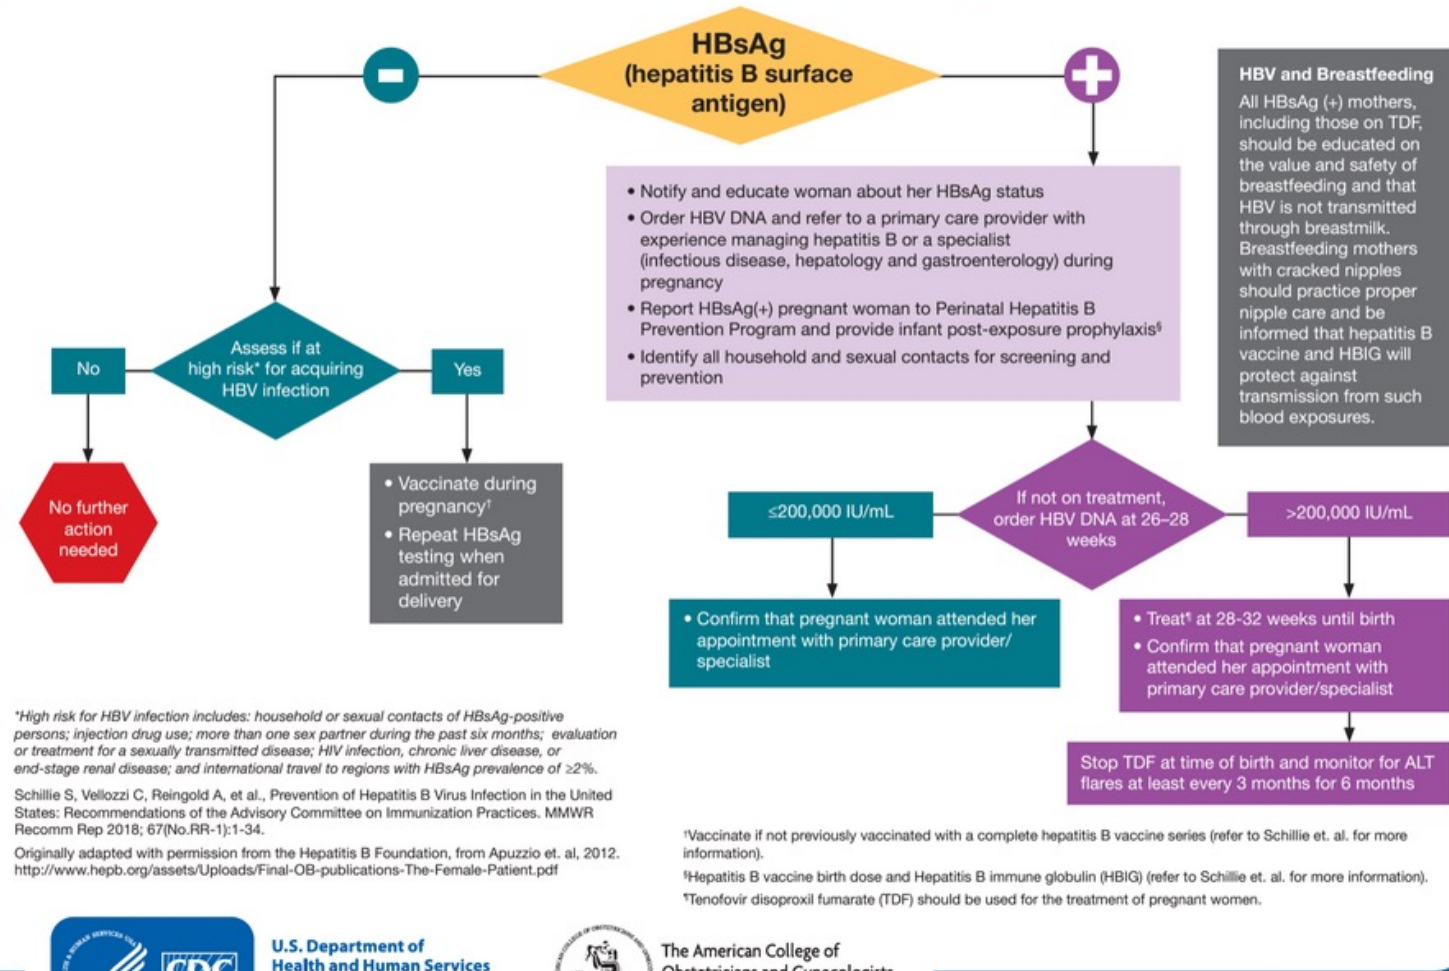 HBsAg
(hepatitis B surface
antigen)
HBV and Breastfeeding
All HBsAg (+) mothers,
including those on TDF,
should be educated on
the value and safety of
breastfeeding and that
HBV is not transmitted
through breastmilk.
Breastfeeding mothers
with cracked nipples
should practice proper
nipple care and be
informed that hepatitis B
vaccine and HBIG will
protect against
transmission from such
blood exposures.
• Notify and educate woman about her HBsAg status
• Order HBV DNA and refer to a primary care provider with
experience managing hepatitis B or a specialist
(infectious disease, hepatology and gastroenterology) during
pregnancy
• Report HBsAg(+) pregnant woman to Perinatal Hepatitis B
Prevention Program and provide infant post-exposure prophylaxis§
• Identify all household and sexual contacts for screening and
prevention
Assess if at
high risk* for acquiring
HBV infection
No
Yes
No further
action
needed
• Vaccinate during
pregnancy†
• Repeat HBsAg
testing when
admitted for
delivery
If not on treatment,
order HBV DNA at 26–28
weeks
≤200,000 IU/mL
>200,000 IU/mL
• Confirm that pregnant woman attended her
appointment with primary care provider/
specialist
• Treat¶ at 28-32 weeks until birth
• Confirm that pregnant woman
attended her appointment with
primary care provider/specialist
Stop TDF at time of birth and monitor for ALT
flares at least every 3 months for 6 months
*High risk for HBV infection includes: household or sexual contacts of HBsAg-positive
persons; injection drug use; more than one sex partner during the past six months; evaluation
or treatment for a sexually transmitted disease; HIV infection, chronic liver disease, or
end-stage renal disease; and international travel to regions with HBsAg prevalence of ≥2%.
Schillie S, Vellozzi C, Reingold A, et al., Prevention of Hepatitis B Virus Infection in the United
States: Recommendations of the Advisory Committee on Immunization Practices. MMWR
Recomm Rep 2018; 67(No.RR-1):1-34.
Originally adapted with permission from the Hepatitis B Foundation, from Apuzzio et. al, 2012.
http://www.hepb.org/assets/Uploads/Final-OB-publications-The-Female-Patient.pdf
†Vaccinate if not previously vaccinated with a complete hepatitis B vaccine series (refer to Schillie et. al. for more
information).
§Hepatitis B vaccine birth dose and Hepatitis B immune globulin (HBIG) (refer to Schillie et. al. for more information).
¶Tenofovir disoproxil fumarate (TDF) should be used for the treatment of pregnant women.
CDC
U.S. Department of
Health and Human Services
The American College of
Obstetricians and Gynecologists